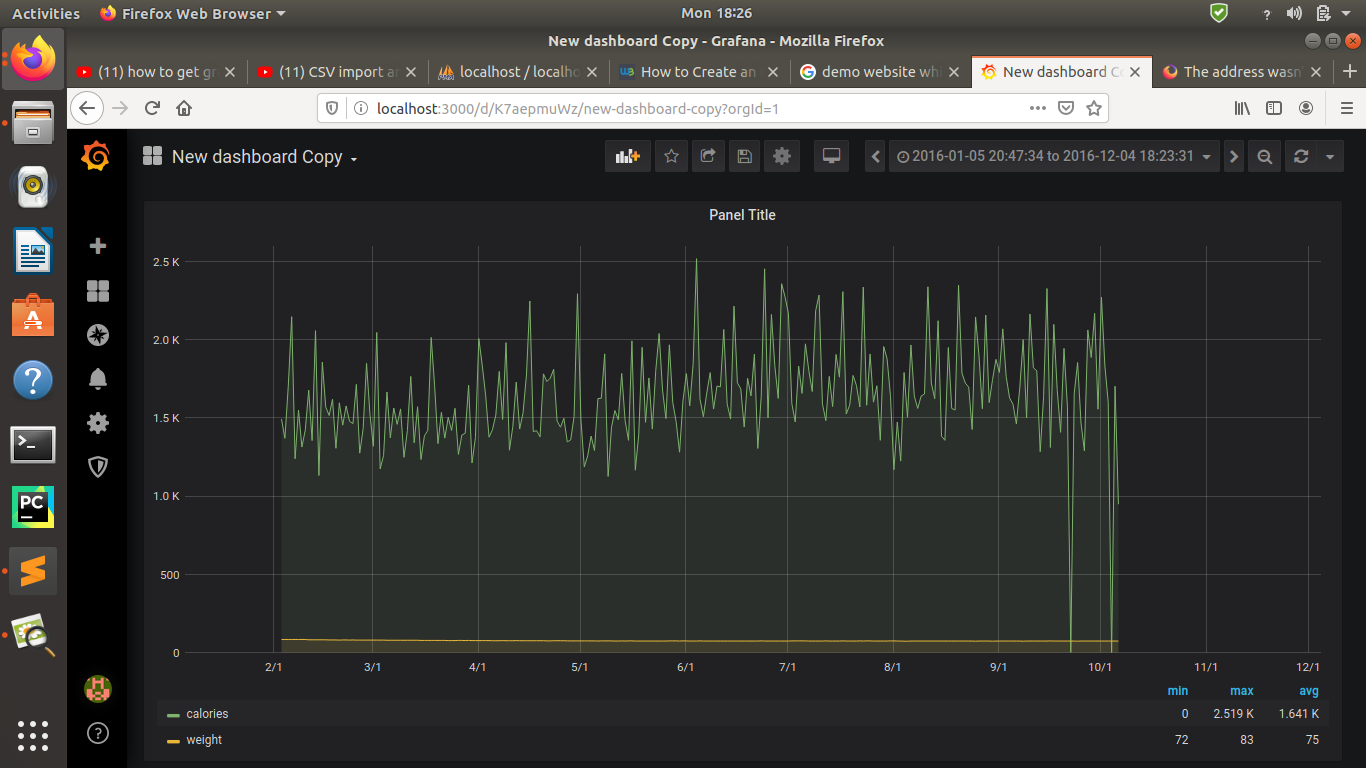 Activities Firefox Web Browser Mon 18:26 ?
New dashboard Copy - Grafana - Mozilla Firefox
(11) how to get gr (11) CSV import an localhost / localho How to Create an demo website whi New dashboard Co The address wasn'
localhost:3000/d/K7aepmuWz/new-dashboard-copy?orgId=1
New dashboard Copy 2016-01-05 20:47:34 to 2016-12-04 18:23:31
Panel Title
2.5 K
2.0 K
1.5 K
1.0 K
500
0
2/1 3/1 4/1 5/1 6/1 7/1 8/1 9/1 10/1 11/1 12/1
min max avg
calories 0 2.519 K 1.641 K
weight 72 83 75
PC